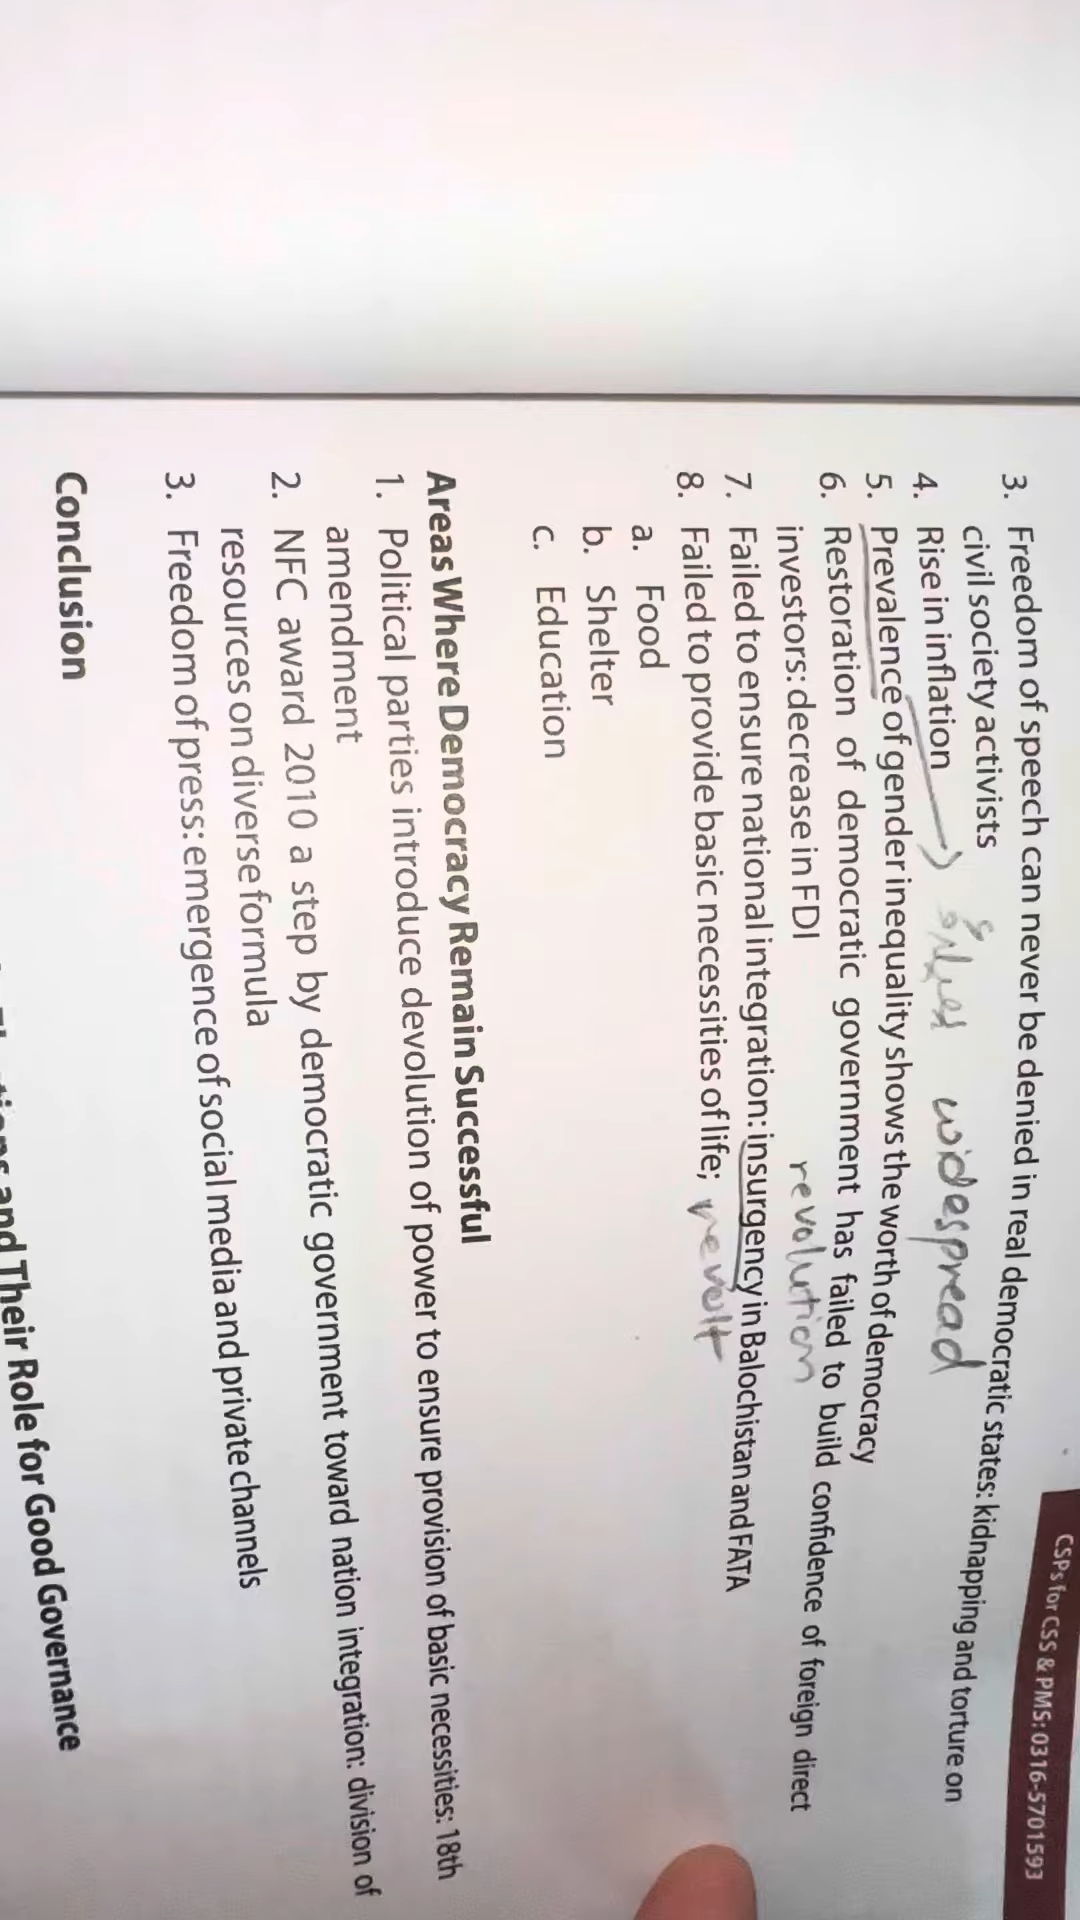 CSPs for CSS & PMS: 0316-5701593
3. Freedom of speech can never be denied in real democratic states: kidnapping and torture on
civil society activists
4. Rise in inflation
widespread
5. Prevalence of gender inequality shows the worth of democracy
6. Restoration of democratic government has failed to build confidence of foreign direct
investors: decrease in FDI
revolution
7. Failed to ensure national integration: insurgency in Balochistan and FATA
8. Failed to provide basic necessities of life;
revolt
a. Food
b. Shelter
c. Education
Areas Where Democracy Remain Successful
1. Political parties introduce devolution of power to ensure provision of basic necessities: 18th
amendment
2. NFC award 2010 a step by democratic government toward nation integration: division of
resources on diverse formula
3. Freedom of press: emergence of social media and private channels
Conclusion
and Their Role for Good Governance